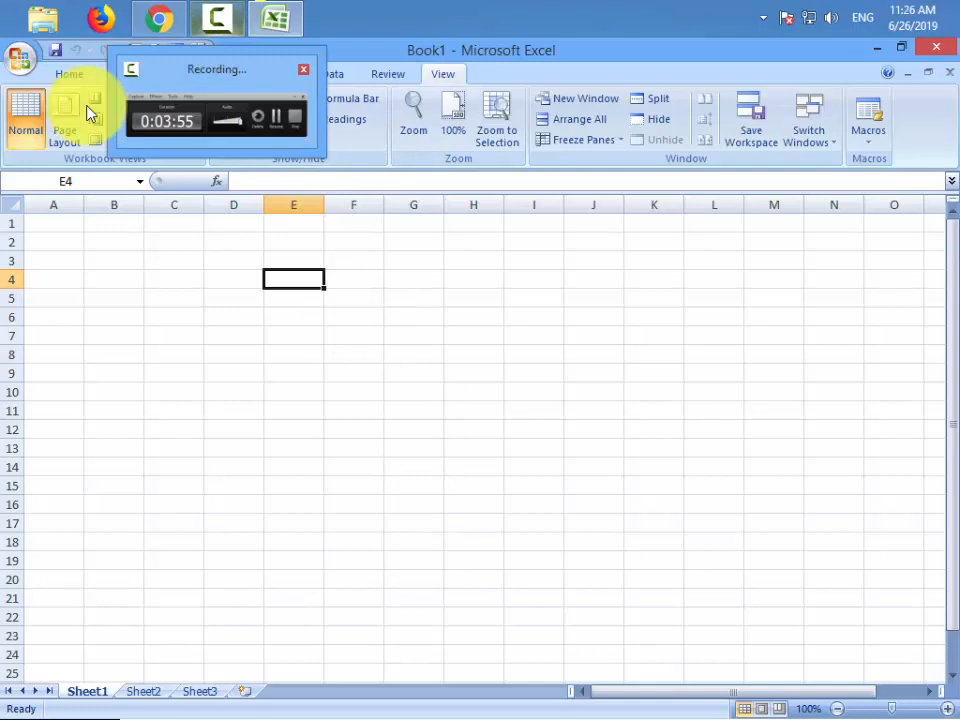 11:26 AM
ENG
6/26/2019
Book1 - Microsoft Excel
Recording...
Home
Data
Review
View
Duration
Audio
0:03:55
Normal
Page Layout
Formula Bar
Headings
Zoom
100%
Zoom to Selection
New Window
Arrange All
Freeze Panes
Split
Hide
Unhide
Save Workspace
Switch Windows
Macros
Workbook Views
Show/Hide
Zoom
Window
Macros
E4
fx
A B C D E F G H I J K L M N O
1
2
3
4
5
6
7
8
9
10
11
12
13
14
15
16
17
18
19
20
21
22
23
24
25
Sheet1 Sheet2 Sheet3
Ready
100%